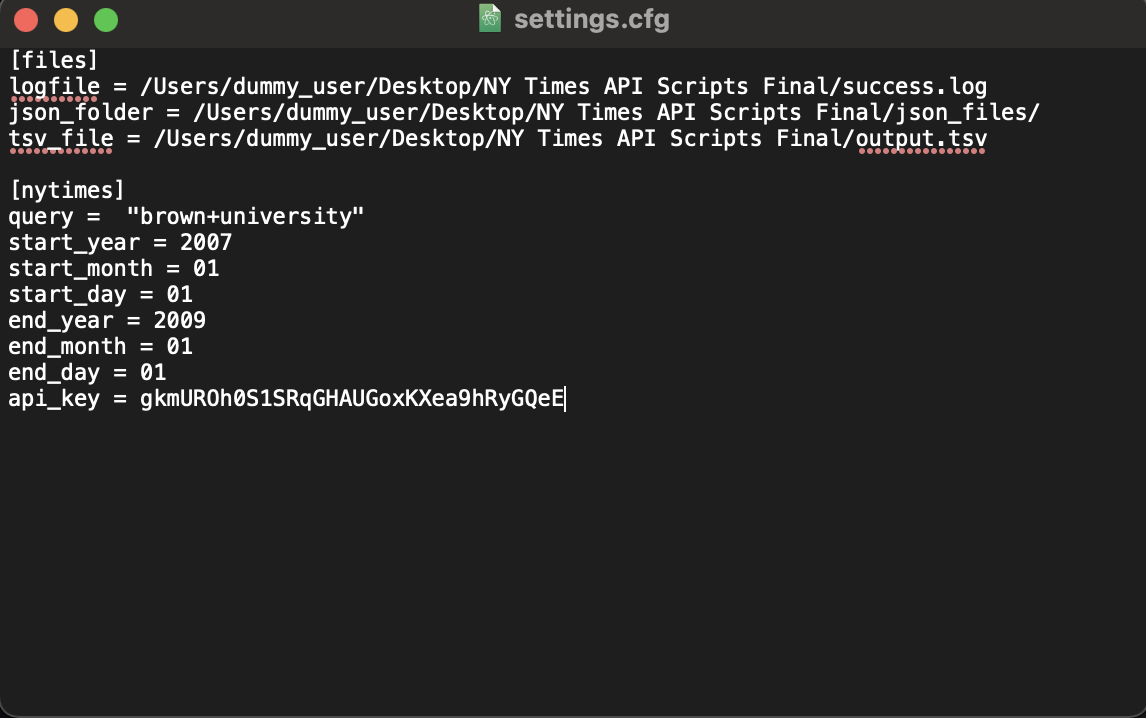 settings.cfg
[files]
logfile = /Users/dummy_user/Desktop/NY Times API Scripts Final/success.log
json_folder = /Users/dummy_user/Desktop/NY Times API Scripts Final/json_files/
tsv_file = /Users/dummy_user/Desktop/NY Times API Scripts Final/output.tsv
[nytimes]
query =  "brown+university"
start_year = 2007
start_month = 01
start_day = 01
end_year = 2009
end_month = 01
end_day = 01
api_key = gkmUROh0S1SRqGHAUGoxKXea9hRyGQeE